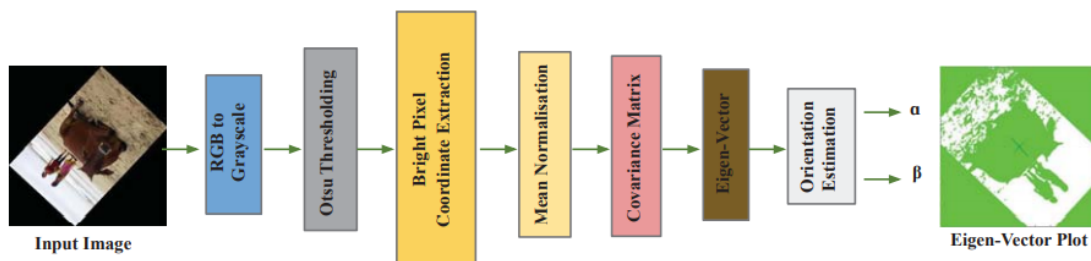 Input Image
RGB to
Grayscale
Otsu Thresholding
Bright Pixel
Coordinate Extraction
Mean Normalisation
Covariance Matrix
Eigen-Vector
Orientation
Estimation
α
β
Eigen-Vector Plot